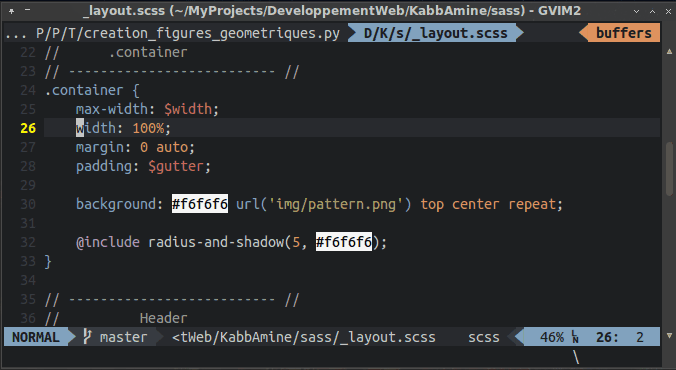 _layout.scss (~/MyProjects/DeveloppementWeb/KabbAmine/sass) - GVIM2
... P/P/T/creation_figures_geometriques.py D/K/s/_layout.scss buffers
22 //      .container
23 // -------------------------- //
24 .container {
25     max-width: $width;
26     width: 100%;
27     margin: 0 auto;
28     padding: $gutter;
29
30     background: #f6f6f6 url('img/pattern.png') top center repeat;
31
32     @include radius-and-shadow(5, #f6f6f6);
33 }
34
35 // -------------------------- //
36 //          Header
NORMAL master <tWeb/KabbAmine/sass/_layout.scss scss 46% LN 26: 2
\